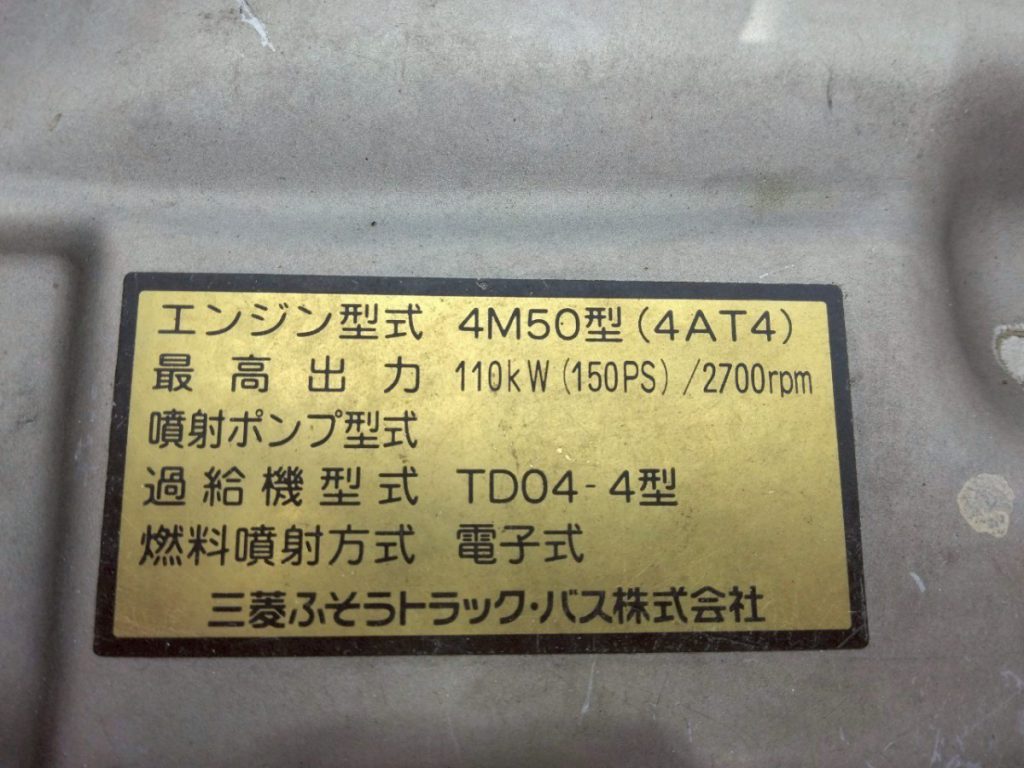 エンジン型式 4M50型(4AT4)
最高出力 110kW(150PS)/2700rpm
噴射ポンプ型式
過給機型式 TD04-4型
燃料噴射方式 電子式
三菱ふそうトラック・バス株式会社